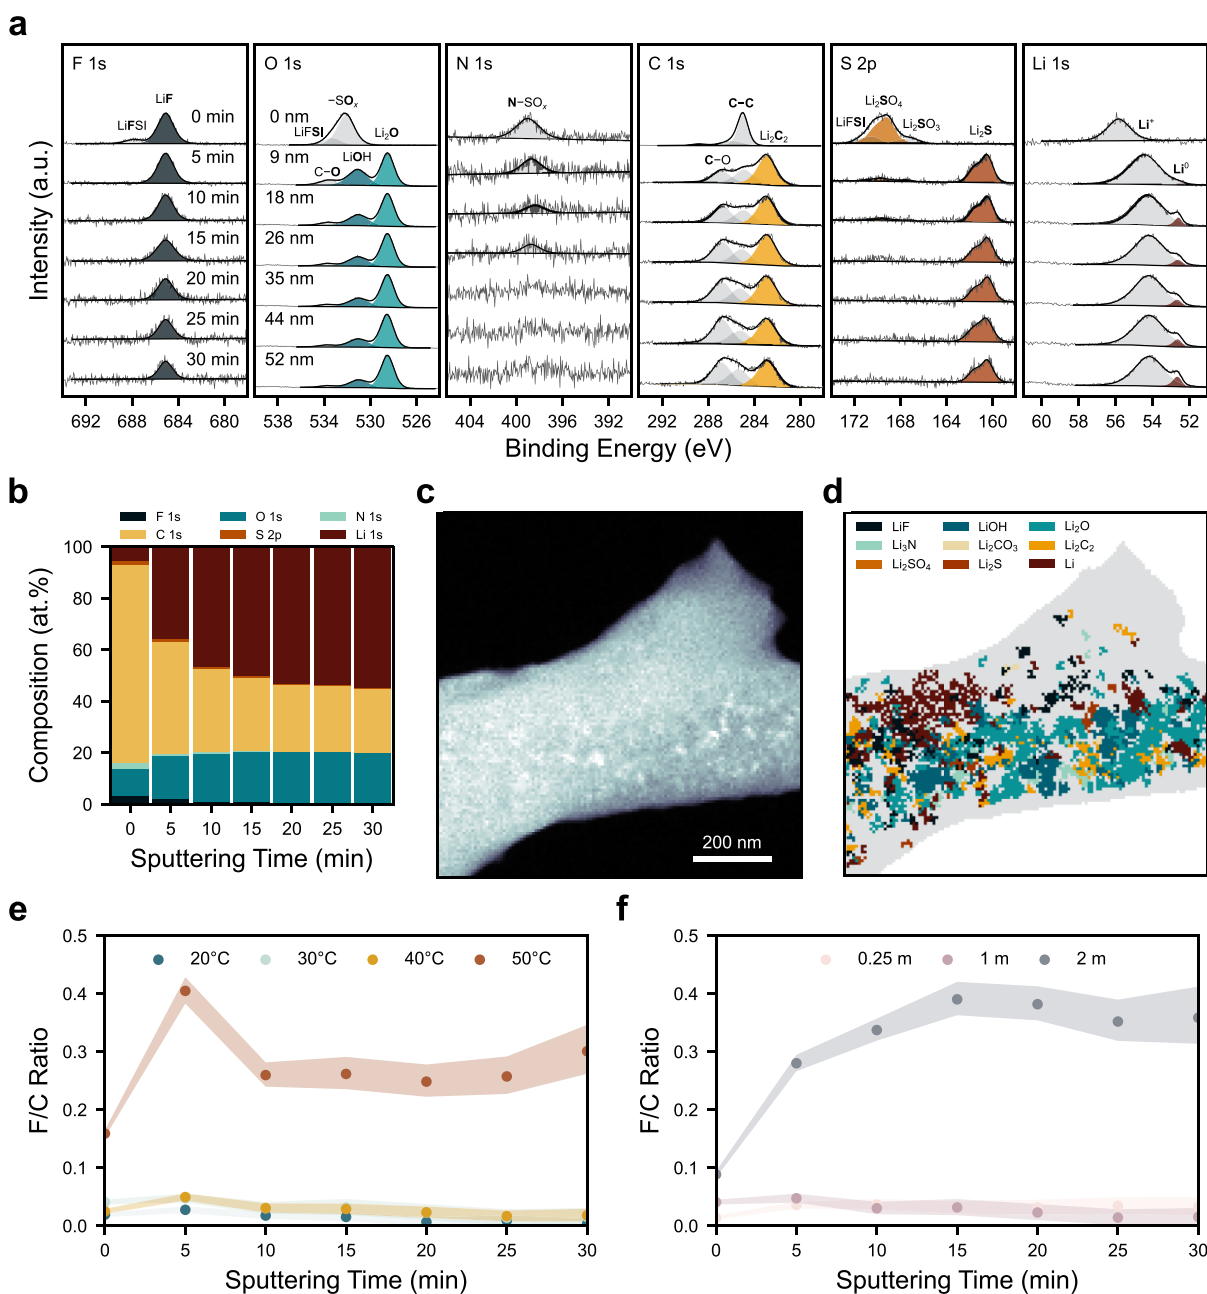 a
F 1s
O 1s
N 1s
C 1s
S 2p
Li 1s
LiF
LiFSI
0 min
5 min
10 min
15 min
20 min
25 min
30 min
−SOₓ
0 nm
LiFSI
Li₂O
9 nm
LiOH
C−O
18 nm
26 nm
35 nm
44 nm
52 nm
N−SOₓ
C−C
Li₂C₂
C−O
Li₂SO₄
LiFSI
Li₂SO₃
Li₂S
Li⁺
Li⁰
Intensity (a.u.)
692 688 684 680
538 534 530 526
404 400 396 392
292 288 284 280
172 168 164 160
60 58 56 54 52
Binding Energy (eV)
b
F 1s O 1s N 1s
C 1s S 2p Li 1s
Composition (at.%)
100
80
60
40
20
0
0 5 10 15 20 25 30
Sputtering Time (min)
c
200 nm
d
LiF LiOH Li₂O
Li₃N Li₂CO₃ Li₂C₂
Li₂SO₄ Li₂S Li
e
20°C 30°C 40°C 50°C
F/C Ratio
0.5
0.4
0.3
0.2
0.1
0.0
0 5 10 15 20 25 30
Sputtering Time (min)
f
0.25 m 1 m 2 m
F/C Ratio
0.5
0.4
0.3
0.2
0.1
0.0
0 5 10 15 20 25 30
Sputtering Time (min)